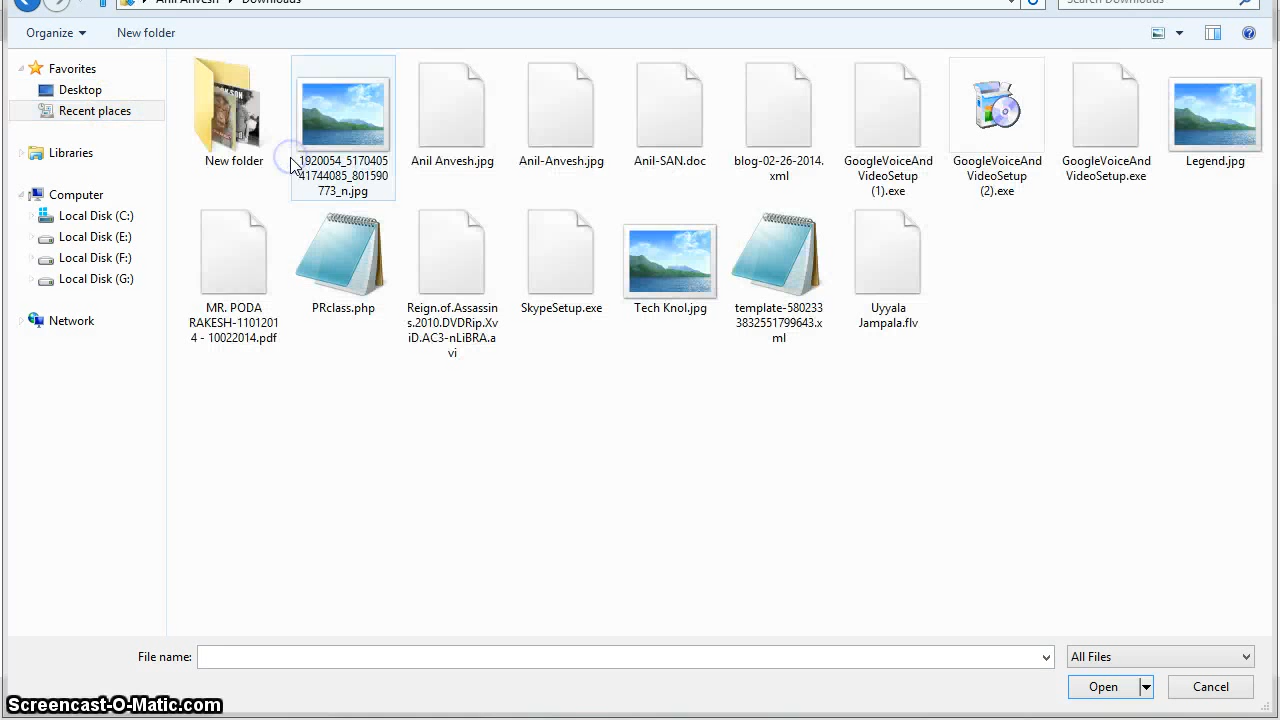 Anil Anvesh
Downloads
Search Downloads
Organize
New folder
Favorites
Desktop
Recent places
Libraries
Computer
Local Disk (C:)
Local Disk (E:)
Local Disk (F:)
Local Disk (G:)
Network
New folder
1920054_5170405
41744085_801590
773_n.jpg
Anil Anvesh.jpg
Anil-Anvesh.jpg
Anil-SAN.doc
blog-02-26-2014.
xml
GoogleVoiceAnd
VideoSetup
(1).exe
GoogleVoiceAnd
VideoSetup
(2).exe
GoogleVoiceAnd
VideoSetup.exe
Legend.jpg
MR. PODA
RAKESH-1101201
4 - 10022014.pdf
PRclass.php
Reign.of.Assassin
s.2010.DVDRip.Xv
iD.AC3-nLiBRA.a
vi
SkypeSetup.exe
Tech Knol.jpg
template-580233
3832551799643.x
ml
Uyyala
Jampala.flv
File name:
All Files
Open
Cancel
Screencast-O-Matic.com